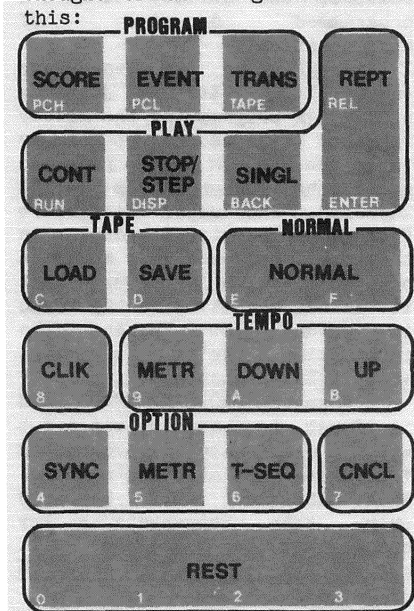 this:
PROGRAM
SCORE EVENT TRANS REPT
PCH PCL TAPE REL
PLAY
CONT STOP/ STEP SINGL
RUN DISP BACK ENTER
TAPE NORMAL
LOAD SAVE NORMAL
C D E F
TEMPO
CLIK METR DOWN UP
8 9 A B
OPTION
SYNC METR T-SEQ CNCL
4 5 6 7
REST
0 1 2 3